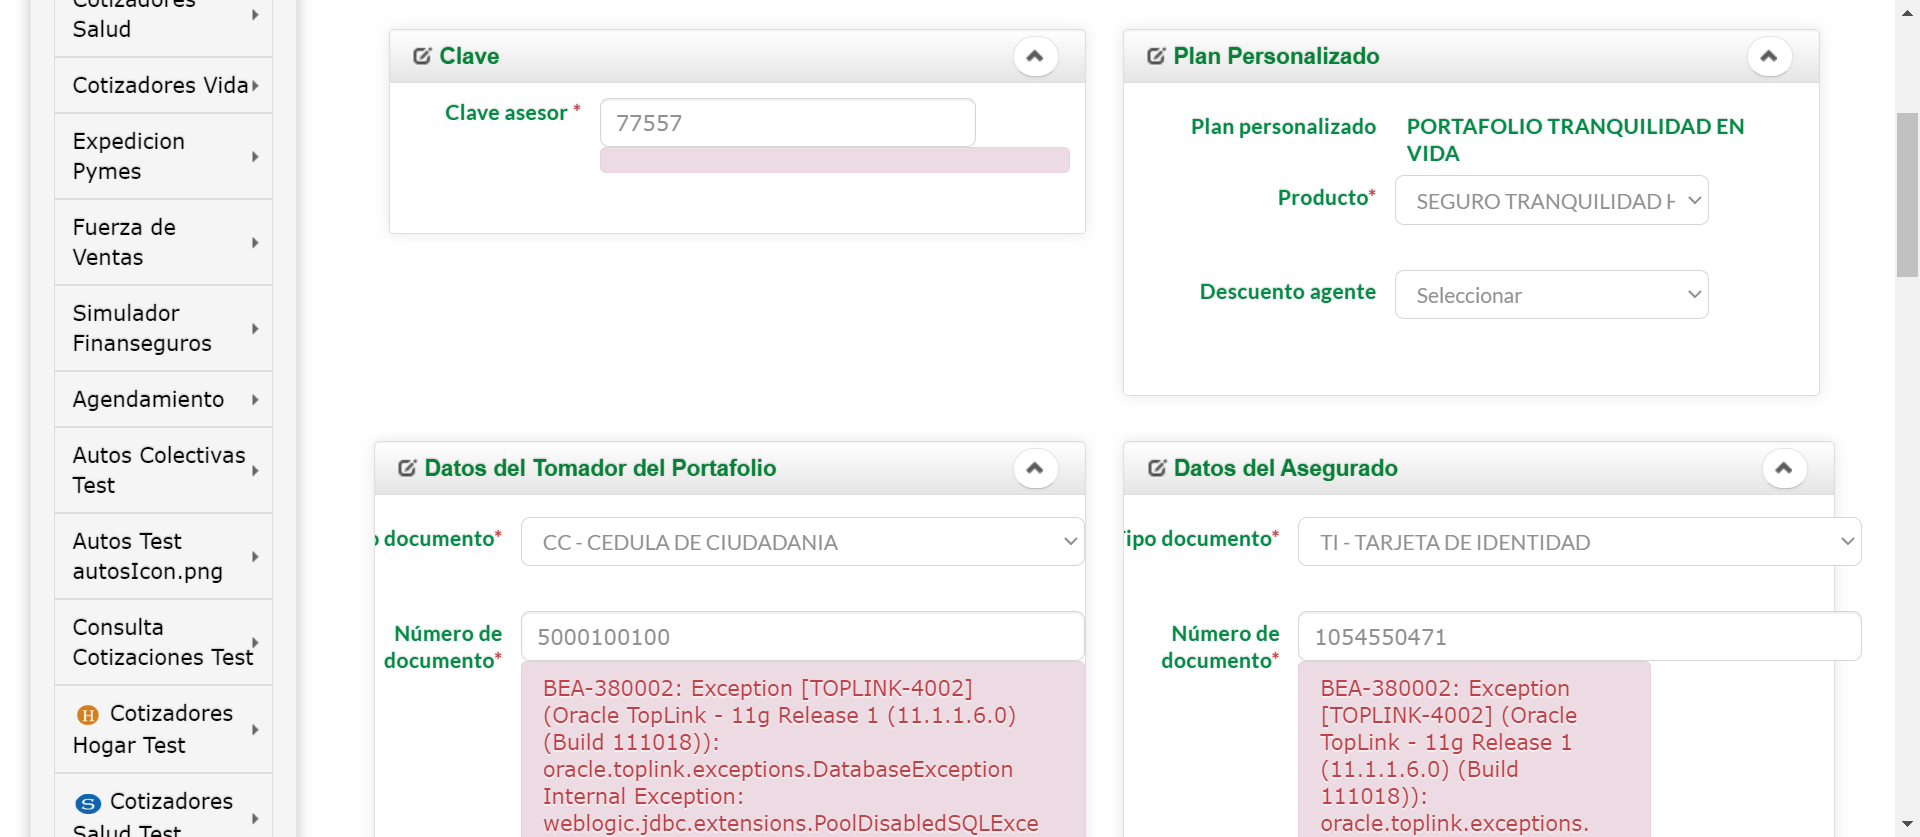 Cotizadores
Salud
Cotizadores Vida
Expedicion
Pymes
Fuerza de
Ventas
Simulador
Finanseguros
Agendamiento
Autos Colectivas
Test
Autos Test
autosIcon.png
Consulta
Cotizaciones Test
H Cotizadores
Hogar Test
S Cotizadores
Salud Test
Clave
Clave asesor *
77557
Plan Personalizado
Plan personalizado
PORTAFOLIO TRANQUILIDAD EN
VIDA
Producto*
SEGURO TRANQUILIDAD H
Descuento agente
Seleccionar
Datos del Tomador del Portafolio
documento*
CC - CEDULA DE CIUDADANIA
Número de
documento*
5000100100
BEA-380002: Exception [TOPLINK-4002]
(Oracle TopLink - 11g Release 1 (11.1.1.6.0)
(Build 111018)):
oracle.toplink.exceptions.DatabaseException
Internal Exception:
weblogic.jdbc.extensions.PoolDisabledSQLExce
Datos del Asegurado
Tipo documento*
TI - TARJETA DE IDENTIDAD
Número de
documento*
1054550471
BEA-380002: Exception
[TOPLINK-4002] (Oracle
TopLink - 11g Release 1
(11.1.1.6.0) (Build
111018)):
oracle.toplink.exceptions.